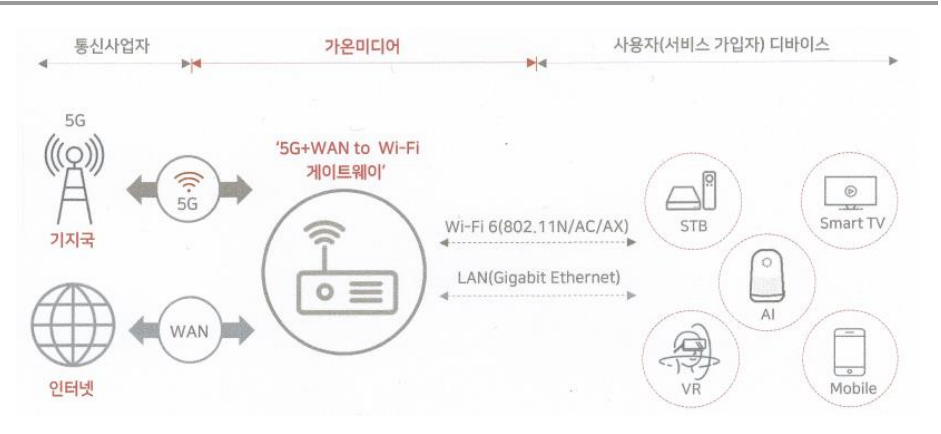 통신사업자
가온미디어
사용자(서비스 가입자) 디바이스
5G
기지국
5G
인터넷
WAN
'5G+WAN to Wi-Fi
게이트웨이'
Wi-Fi 6(802.11N/AC/AX)
LAN(Gigabit Ethernet)
STB
Smart TV
AI
VR
Mobile